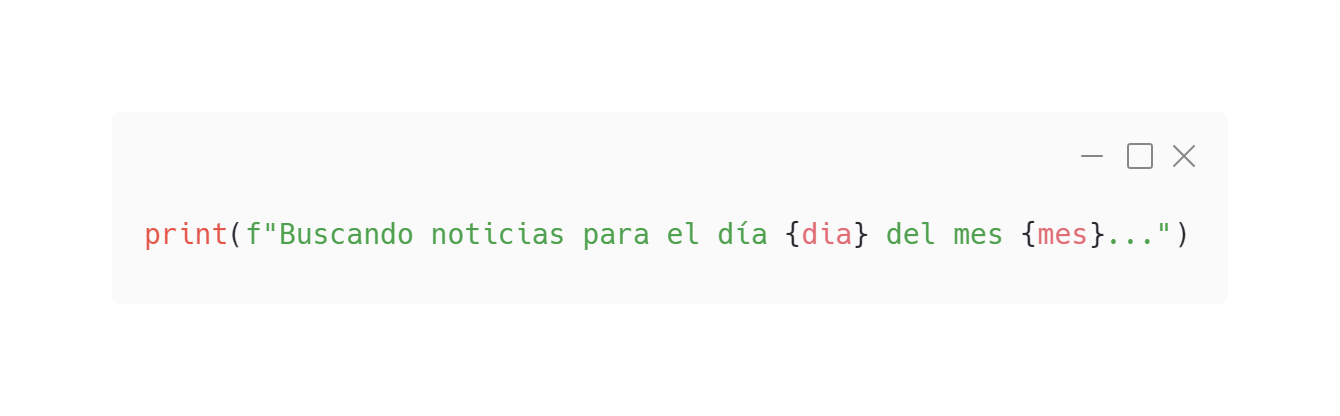 print(f"Buscando noticias para el día {dia} del mes {mes}...")